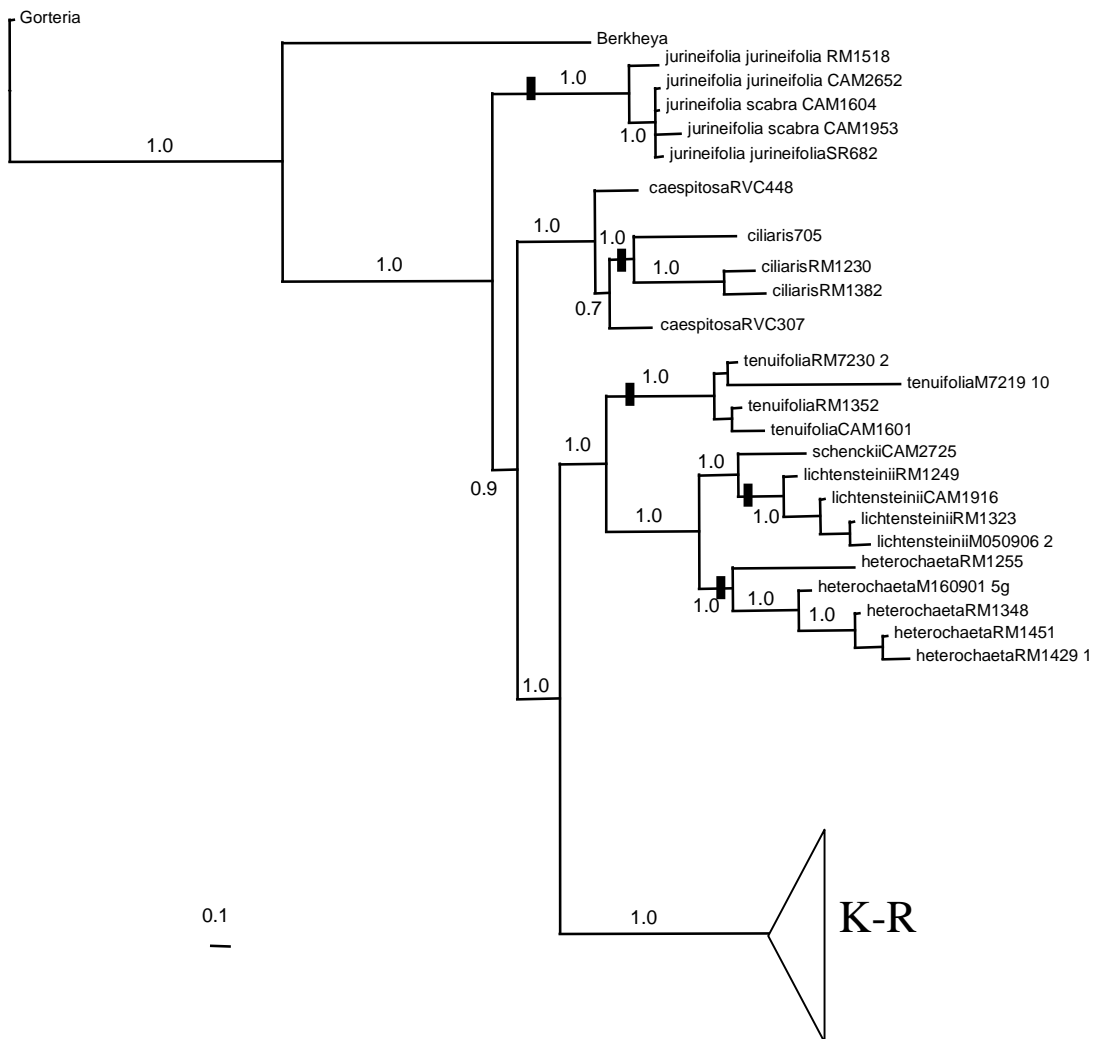 Gorteria
Berkheya
jurineifolia jurineifolia RM1518
1.0
jurineifolia jurineifolia CAM2652
jurineifolia scabra CAM1604
jurineifolia scabra CAM1953
1.0
1.0
jurineifolia jurineifoliaSR682
caespitosaRVC448
1.0
1.0
ciliaris705
1.0
1.0
ciliarisRM1230
ciliarisRM1382
0.7
caespitosaRVC307
tenuifoliaRM7230 2
1.0
tenuifoliaM7219 10
tenuifoliaRM1352
tenuifoliaCAM1601
1.0
schenckiiCAM2725
1.0
lichtensteiniiRM1249
0.9
lichtensteiniiCAM1916
1.0
1.0
lichtensteiniiRM1323
lichtensteiniiM050906 2
heterochaetaRM1255
heterochaetaM160901 5g
1.0
1.0
1.0
heterochaetaRM1348
heterochaetaRM1451
heterochaetaRM1429 1
1.0
0.1
1.0
K-R